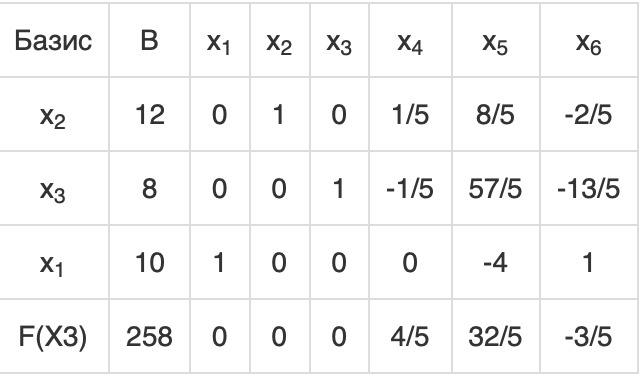 Базис B x₁ x₂ x₃ x₄ x₅ x₆
x₂ 12 0 1 0 1/5 8/5 -2/5
x₃ 8 0 0 1 -1/5 57/5 -13/5
x₁ 10 1 0 0 0 -4 1
F(X3) 258 0 0 0 4/5 32/5 -3/5